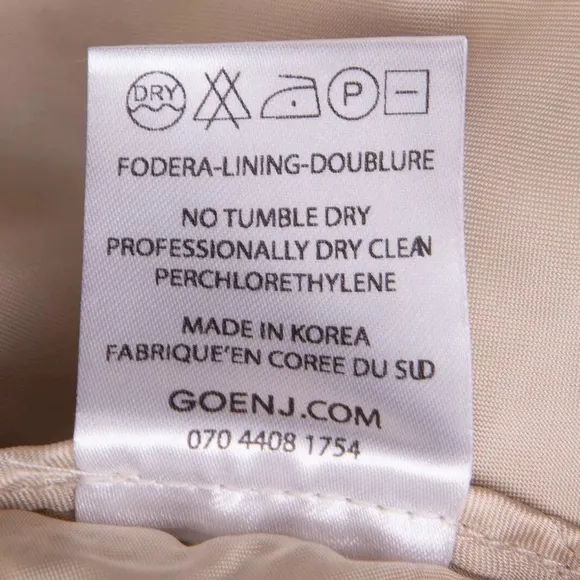 DRY P
FODERA-LINING-DOUBLURE
NO TUMBLE DRY
PROFESSIONALLY DRY CLEAN
PERCHLORETHYLENE
MADE IN KOREA
FABRIQUE'EN COREE DU SUD
GOENJ.COM
070 4408 1754